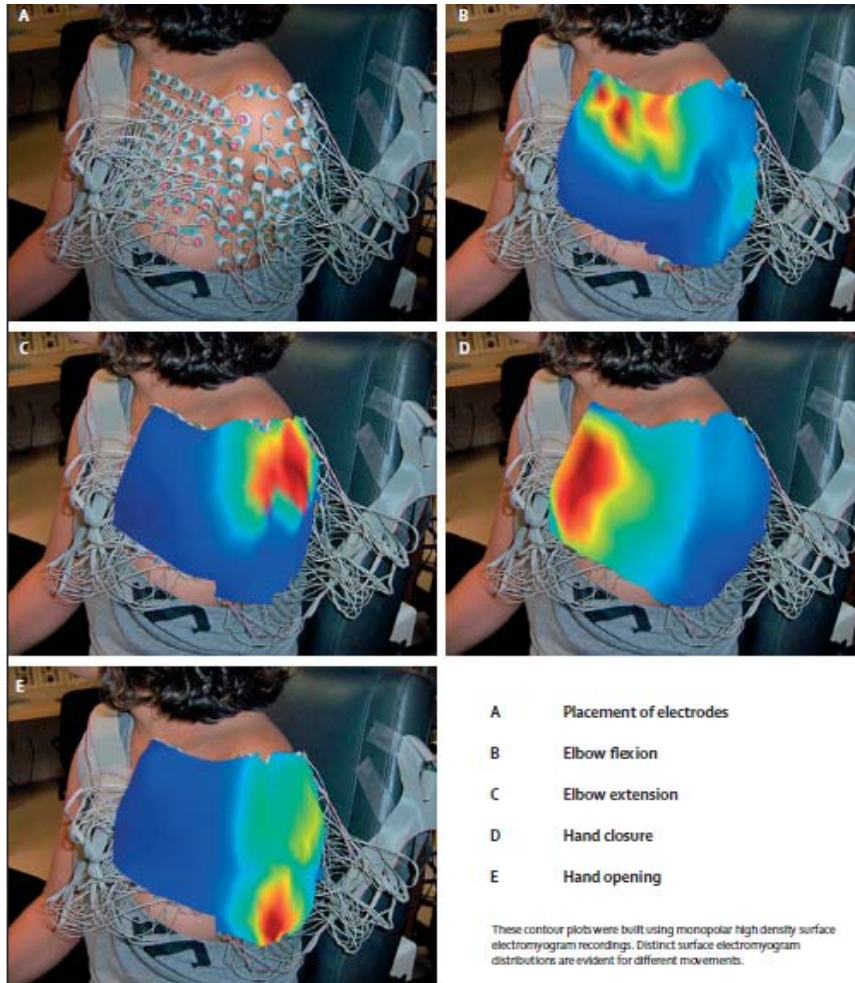 A
B
C
D
E
A Placement of electrodes
B Elbow flexion
C Elbow extension
D Hand closure
E Hand opening
These contour plots were built using monopolar high density surface
electromyogram recordings. Distinct surface electromyogram
distributions are evident for different movements.